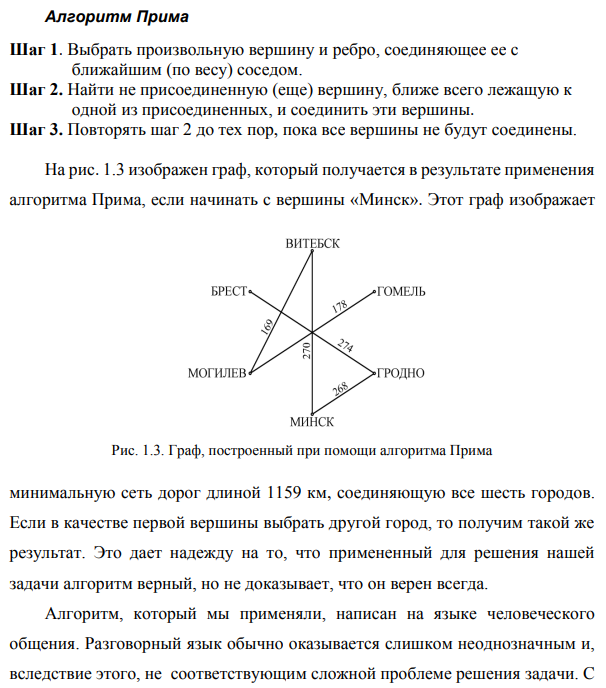 Алгоритм Прима
Шаг 1. Выбрать произвольную вершину и ребро, соединяющее ее с
ближайшим (по весу) соседом.
Шаг 2. Найти не присоединенную (еще) вершину, ближе всего лежащую к
одной из присоединенных, и соединить эти вершины.
Шаг 3. Повторять шаг 2 до тех пор, пока все вершины не будут соединены.
На рис. 1.3 изображен граф, который получается в результате применения
алгоритма Прима, если начинать с вершины «Минск». Этот граф изображает
ВИТЕБСК
БРЕСТ
ГОМЕЛЬ
178
169
270
274
МОГИЛЕВ
ГРОДНО
268
МИНСК
Рис. 1.3. Граф, построенный при помощи алгоритма Прима
минимальную сеть дорог длиной 1159 км, соединяющую все шесть городов.
Если в качестве первой вершины выбрать другой город, то получим такой же
результат. Это дает надежду на то, что примененный для решения нашей
задачи алгоритм верный, но не доказывает, что он верен всегда.
Алгоритм, который мы применяли, написан на языке человеческого
общения. Разговорный язык обычно оказывается слишком неоднозначным и,
вследствие этого, не соответствующим сложной проблеме решения задачи. С